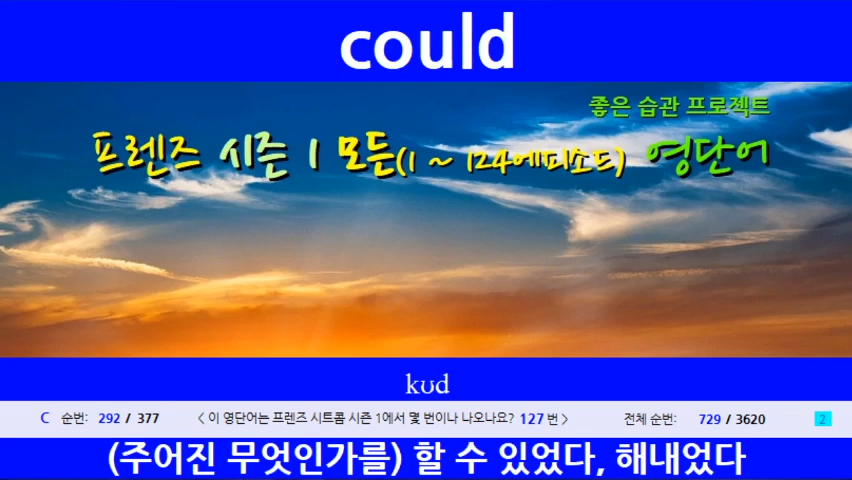 could
좋은 습관 프로젝트
프렌즈 시즌 1 모든(1 ~ 124에피소드) 영단어
kʊd
C 순번: 292 / 377 < 이 영단어는 프렌즈 시트콤 시즌 1에서 몇 번이나 나오나요? 127 번 > 전체 순번: 729 / 3620 2
(주어진 무엇인가를) 할 수 있었다, 해내었다